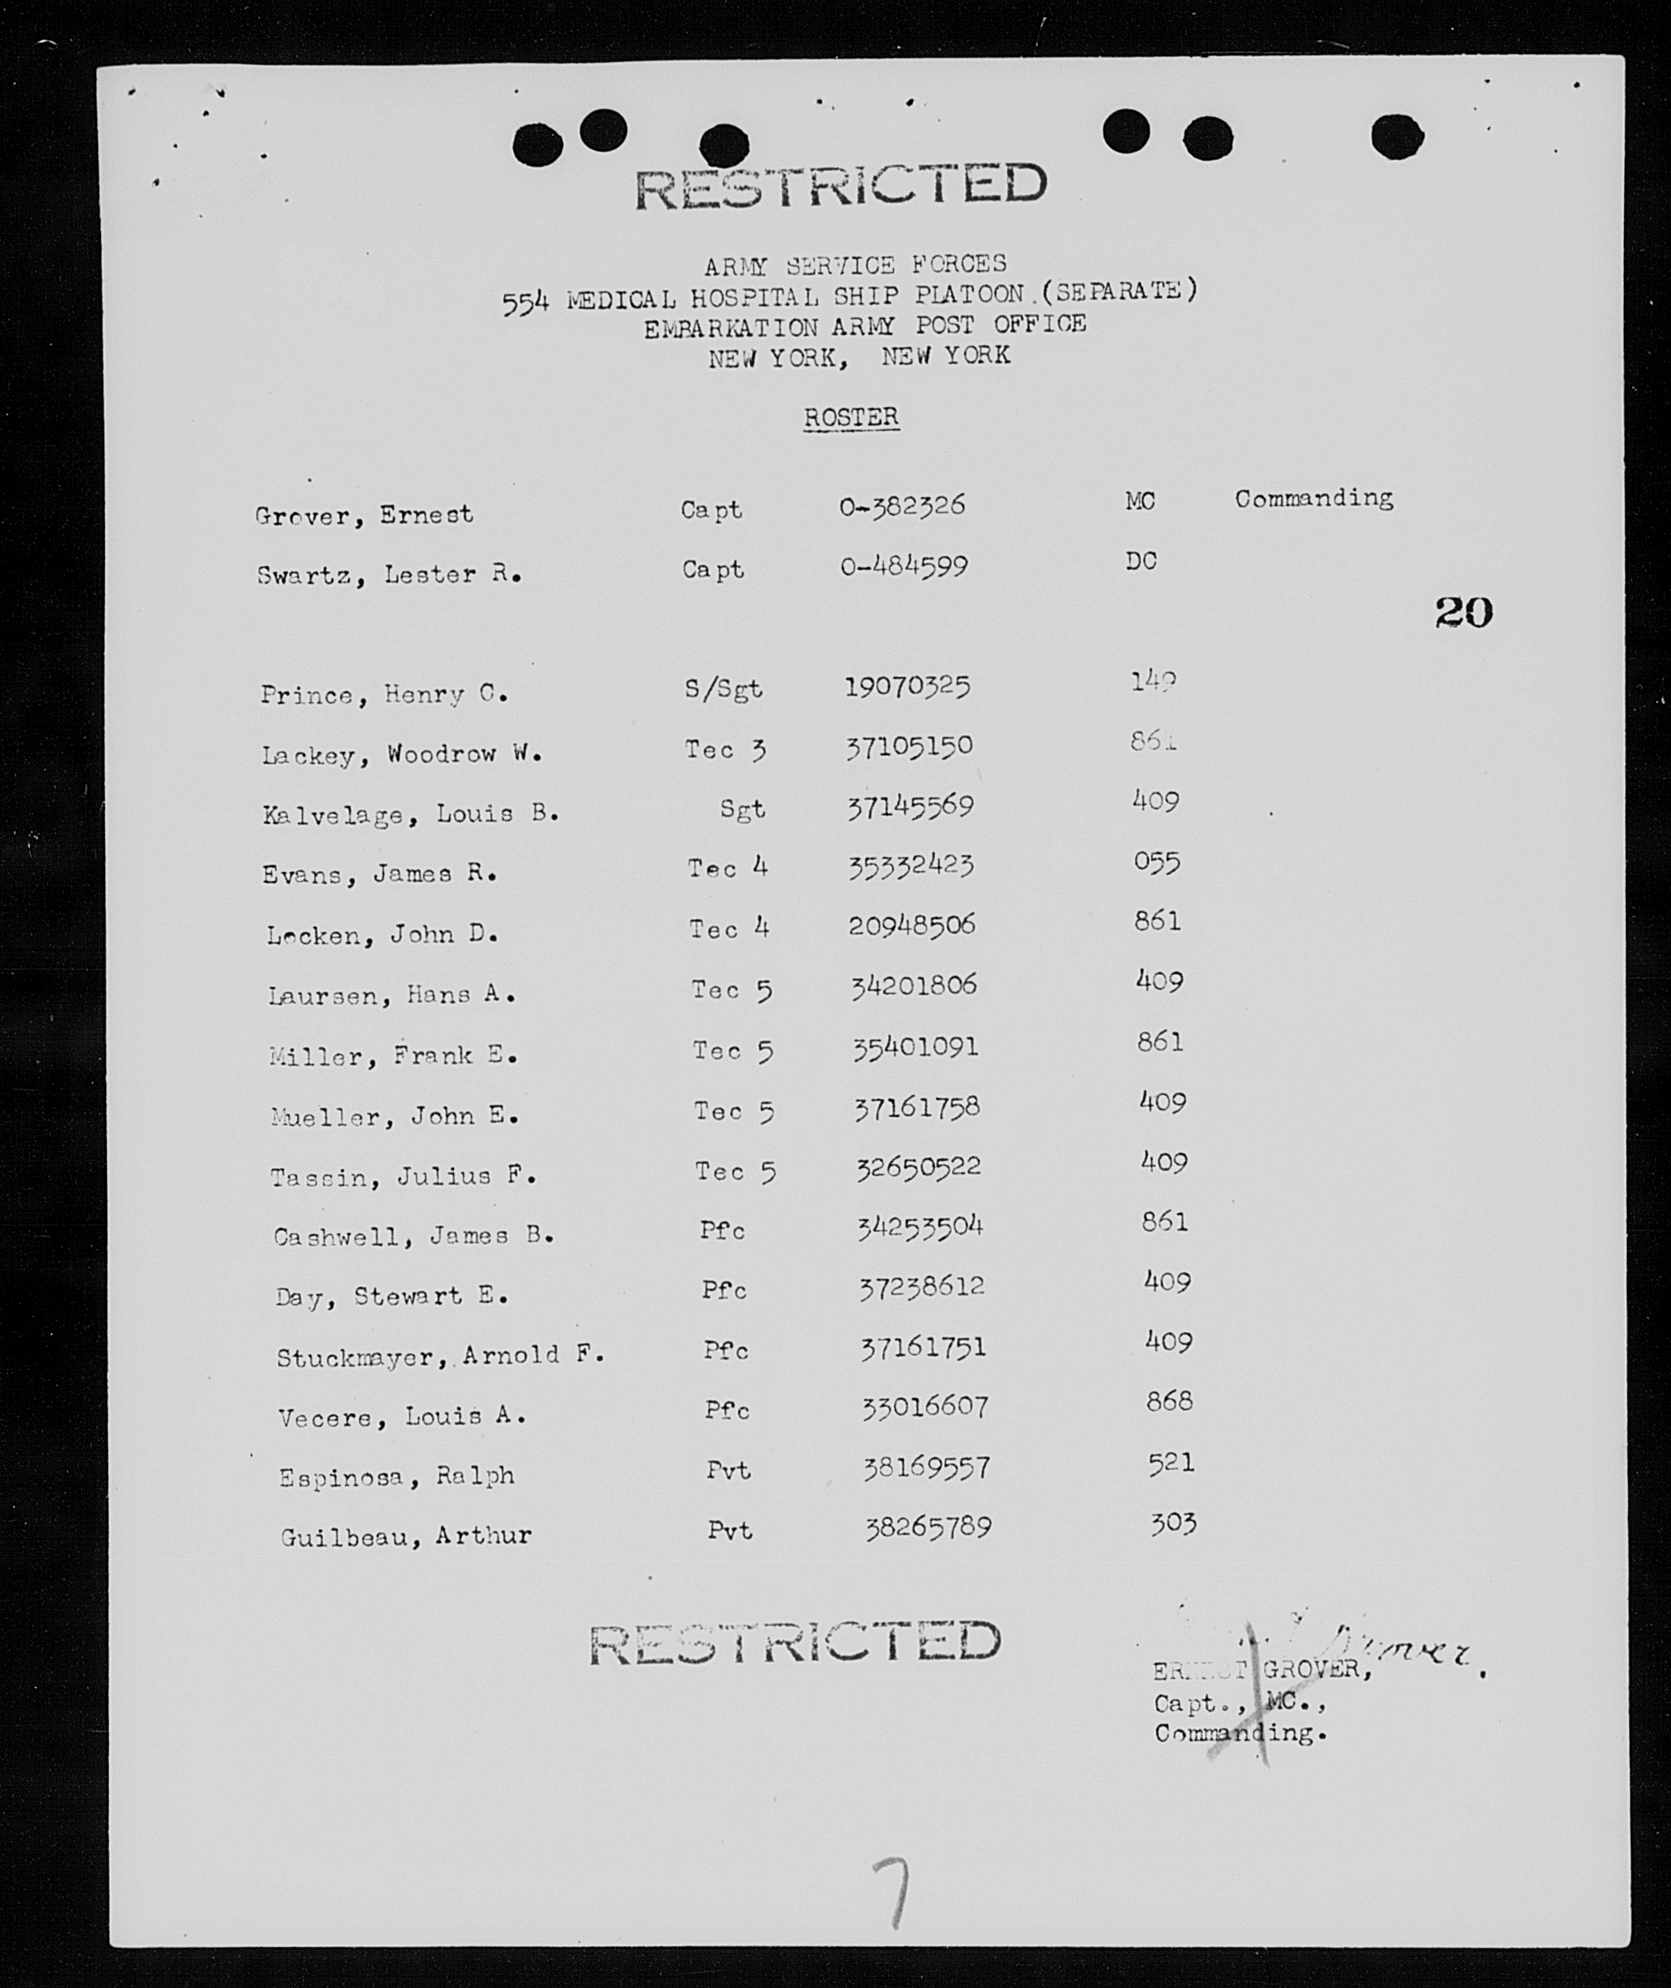 RESTRICTED
ARMY SERVICE FORCES
554 MEDICAL HOSPITAL SHIP PLATOON (SEPARATE)
EMBARKATION ARMY POST OFFICE
NEW YORK, NEW YORK
ROSTER
Grover, Ernest Capt O-382326 MC Commanding
Swartz, Lester R. Capt O-484599 DC
20
Prince, Henry C. S/Sgt 19070325 149
Lackey, Woodrow W. Tec 3 37105150 861
Kalvelage, Louis B. Sgt 37145569 409
Evans, James R. Tec 4 35332423 055
Locken, John D. Tec 4 20948506 861
Laursen, Hans A. Tec 5 34201806 409
Miller, Frank E. Tec 5 35401091 861
Mueller, John E. Tec 5 37161758 409
Tassin, Julius F. Tec 5 32650522 409
Cashwell, James B. Pfc 34253504 861
Day, Stewart E. Pfc 37238612 409
Stuckmayer, Arnold F. Pfc 37161751 409
Vecere, Louis A. Pfc 33016607 868
Espinosa, Ralph Pvt 38169557 521
Guilbeau, Arthur Pvt 38265789 303
RESTRICTED
Grover
ERNEST GROVER,
Capt., MC.,
Commanding.
7